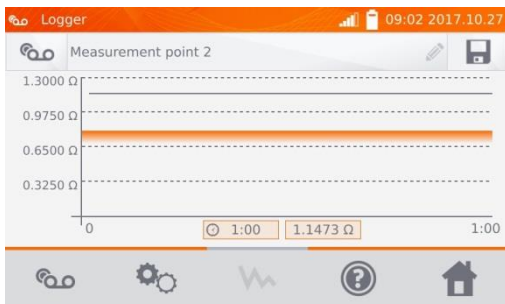 Logger 09:02 2017.10.27
Measurement point 2
1.3000 Ω
0.9750 Ω
0.6500 Ω
0.3250 Ω
0 1:00 1.1473 Ω 1:00
?